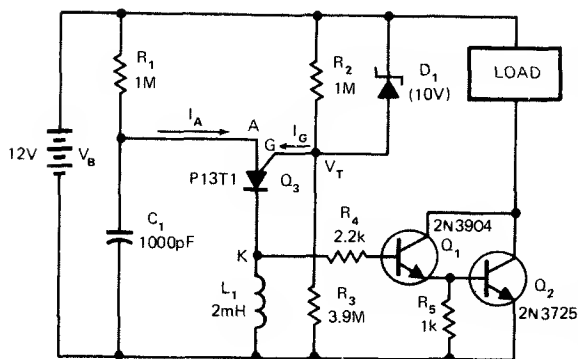 R1
1M
R2
1M
D1
(10V)
LOAD
IA
A
IG
G
VT
12V
VB
P13T1
Q3
C1
1000pF
K
R4
2.2k
2N3904
Q1
L1
2mH
R3
3.9M
R5
1k
Q2
2N3725